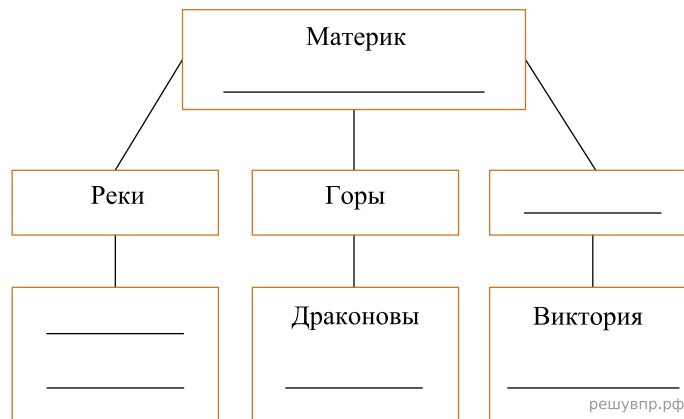 Материк
Реки
Горы
Драконовы
Виктория
решувпр.рф